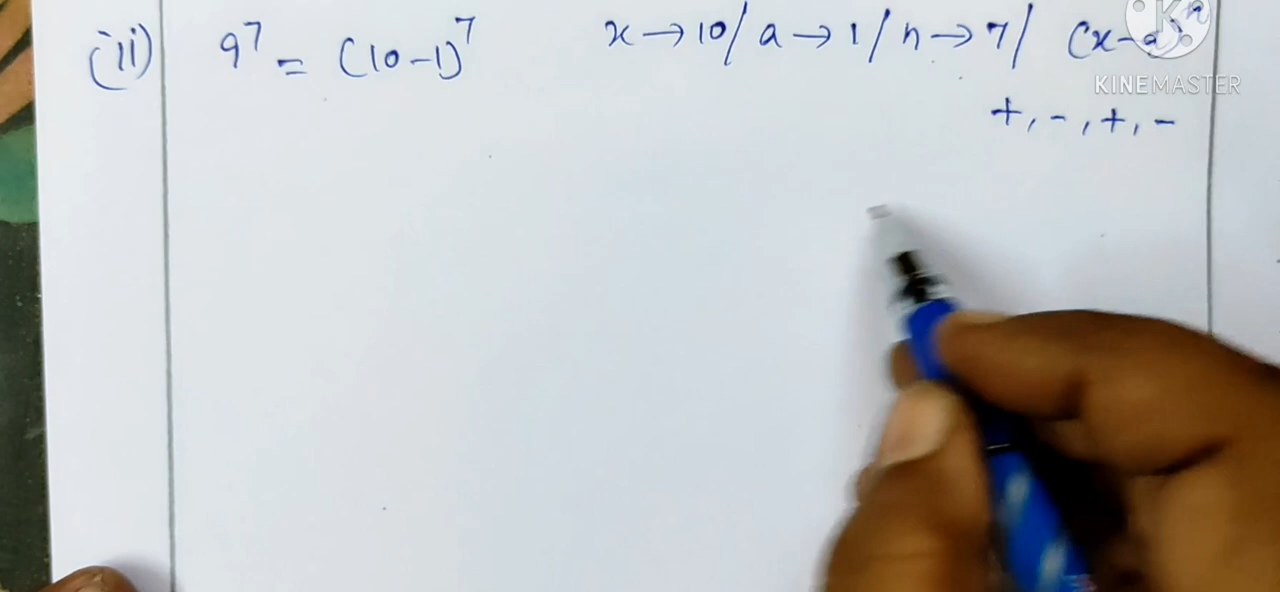 (ii) 9⁷ = (10-1)⁷ x → 10/ a → 1/ n → 7/ (x-a)ⁿ
KINEMASTER
+, -, +, -